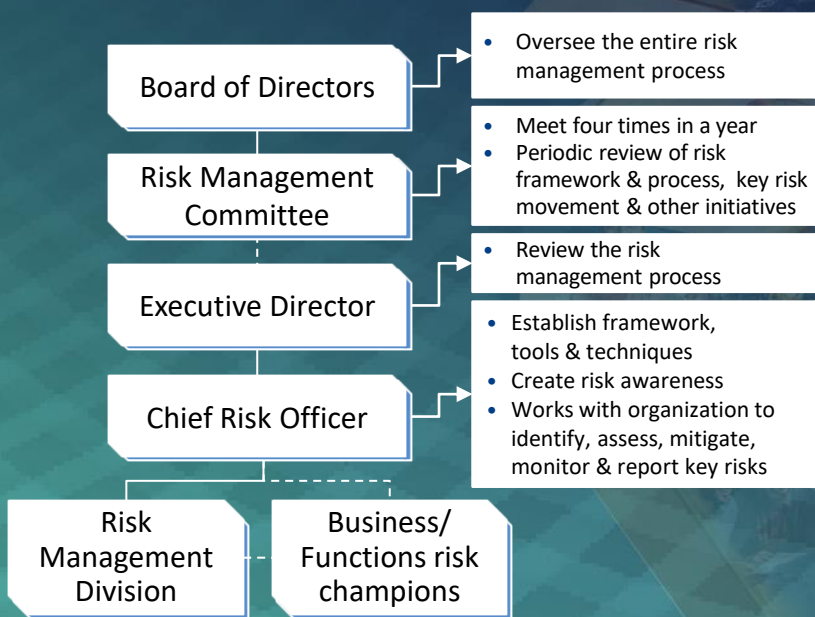 Board of Directors
• Oversee the entire risk
management process
Risk Management
Committee
• Meet four times in a year
• Periodic review of risk
framework & process, key risk
movement & other initiatives
Executive Director
• Review the risk
management process
Chief Risk Officer
• Establish framework,
tools & techniques
• Create risk awareness
• Works with organization to
identify, assess, mitigate,
monitor & report key risks
Risk
Management
Division
Business/
Functions risk
champions